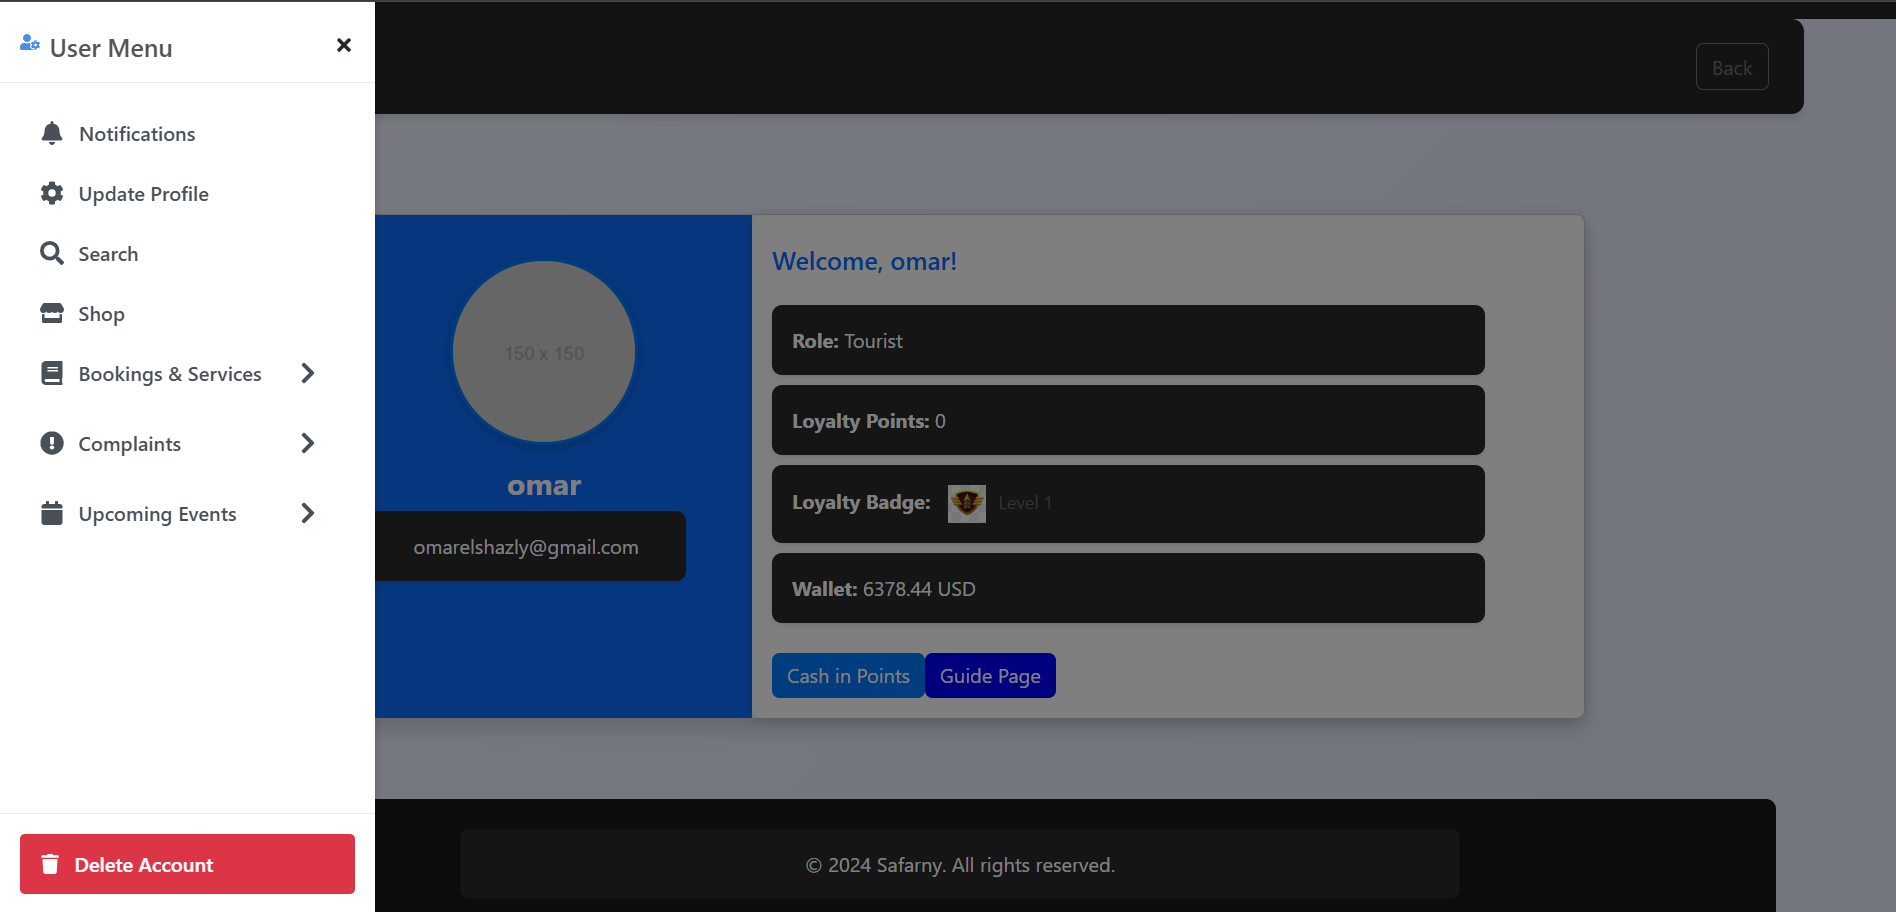 User Menu
Notifications
Update Profile
Search
Shop
Bookings & Services
Complaints
Upcoming Events
Delete Account
Back
150 x 150
omar
omarelshazly@gmail.com
Welcome, omar!
Role: Tourist
Loyalty Points: 0
Loyalty Badge: Level 1
Wallet: 6378.44 USD
Cash in Points
Guide Page
© 2024 Safarny. All rights reserved.